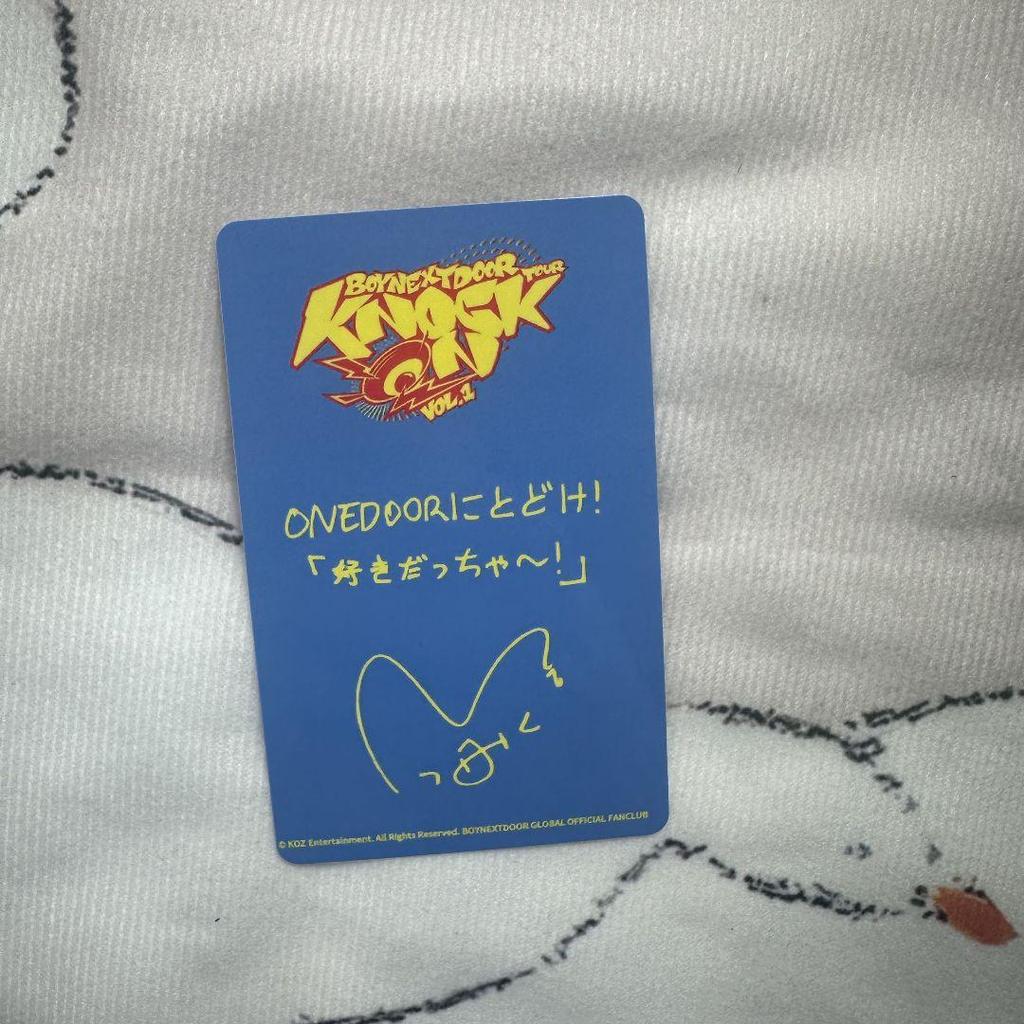 BOYNEXTDOOR TOUR
KNOCK
ON
VOL.1
ONEDOORにとどけ!
「好きだっちゃ〜!」
© KOZ Entertainment. All Rights Reserved. BOYNEXTDOOR GLOBAL OFFICIAL FANCLUB